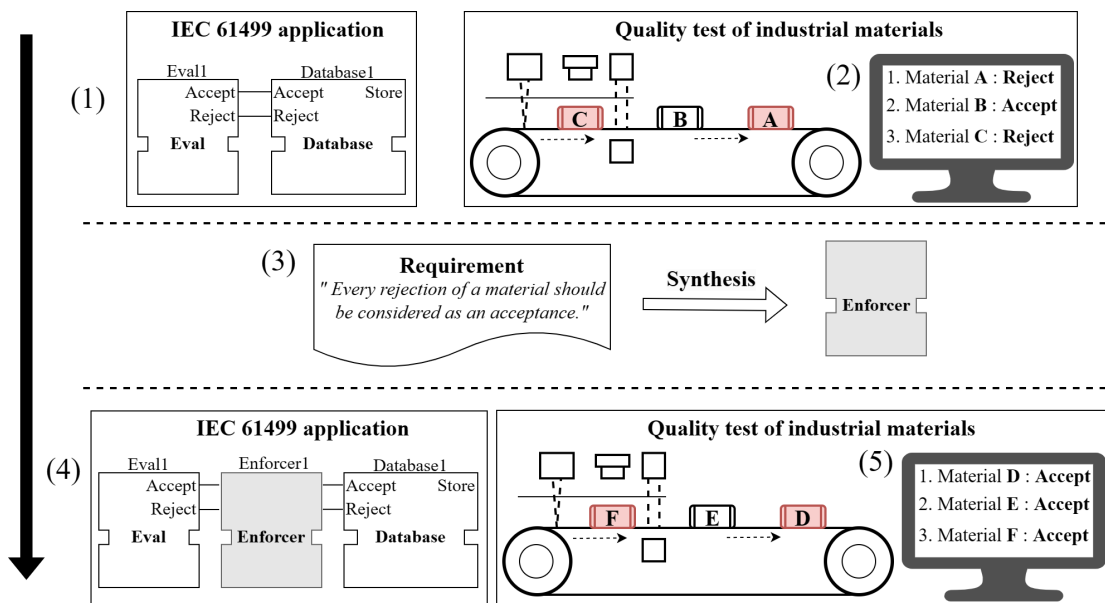 IEC 61499 application
Eval1
Database1
(1)
Accept
Reject
Eval
Accept
Store
Reject
Database
Quality test of industrial materials
(2)
C
B
A
1. Material A : Reject
2. Material B : Accept
3. Material C : Reject
(3)
Requirement
" Every rejection of a material should
be considered as an acceptance."
Synthesis
Enforcer
(4)
IEC 61499 application
Eval1
Enforcer1
Database1
Accept
Reject
Eval
Enforcer
Accept
Store
Reject
Database
Quality test of industrial materials
(5)
F
E
D
1. Material D : Accept
2. Material E : Accept
3. Material F : Accept